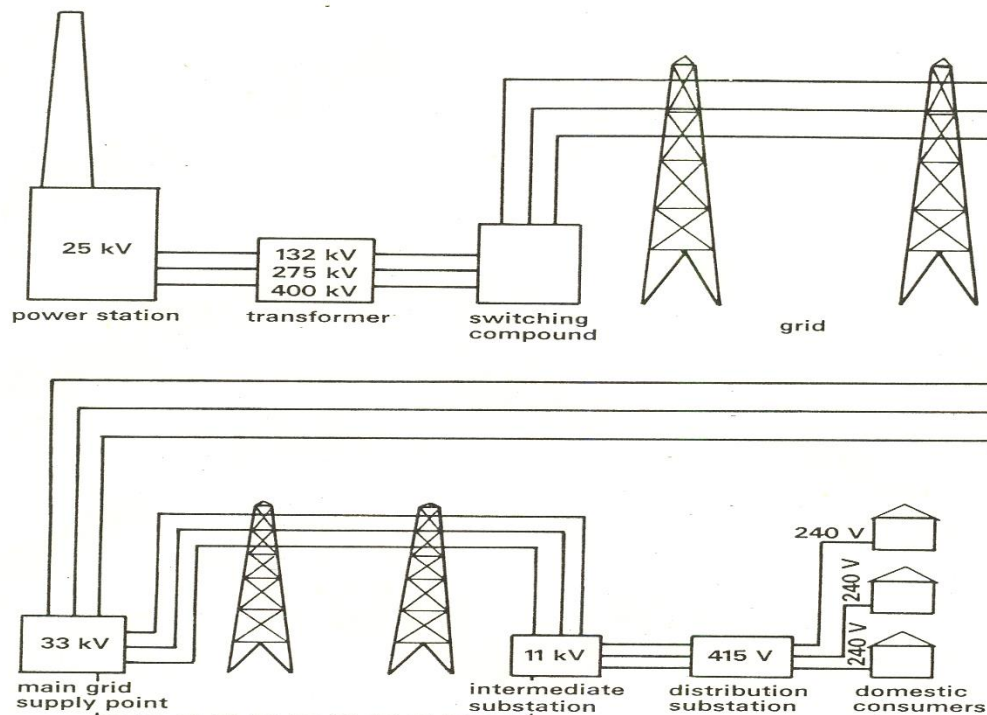 25 kV
132 kV
275 kV
400 kV
power station
transformer
switching
compound
grid
33 kV
main grid
supply point
11 kV
intermediate
substation
415 V
distribution
substation
240 V
240 V
240 V
domestic
consumers